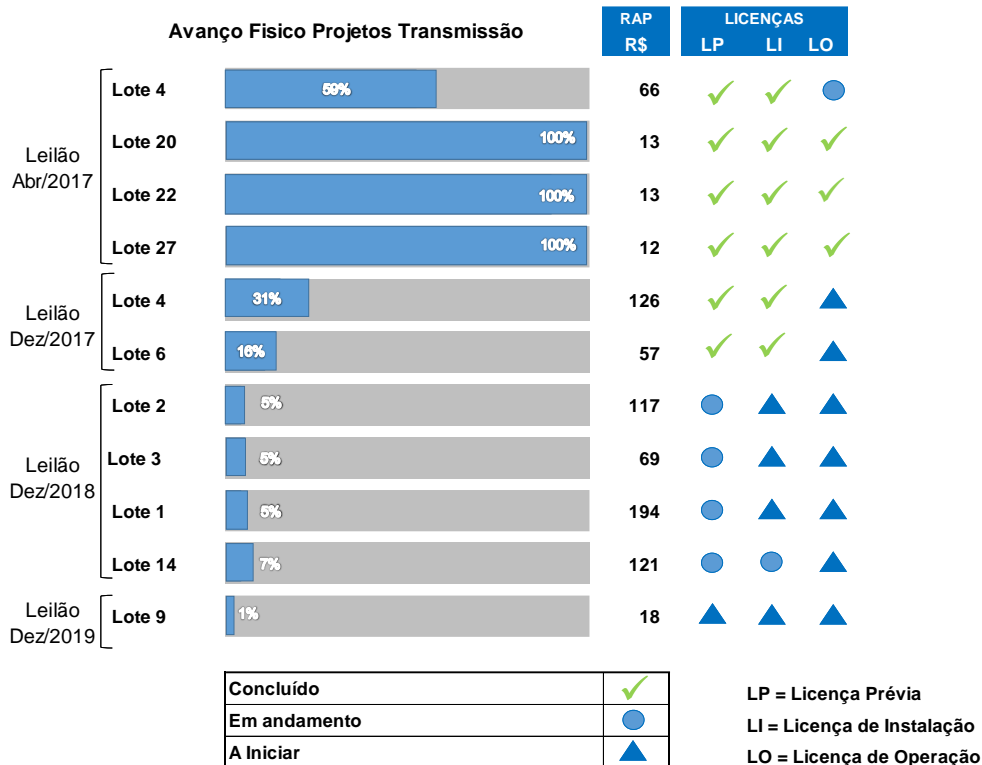 Avanço Fisico Projetos Transmissão
RAP
R$
LICENÇAS
LP LI LO
Leilão
Abr/2017
Lote 4 59% 66
Lote 20 100% 13
Lote 22 100% 13
Lote 27 100% 12
Leilão
Dez/2017
Lote 4 31% 126
Lote 6 16% 57
Leilão
Dez/2018
Lote 2 5% 117
Lote 3 5% 69
Lote 1 5% 194
Lote 14 7% 121
Leilão
Dez/2019
Lote 9 1% 18
Concluído
Em andamento
A Iniciar
LP = Licença Prévia
LI = Licença de Instalação
LO = Licença de Operação